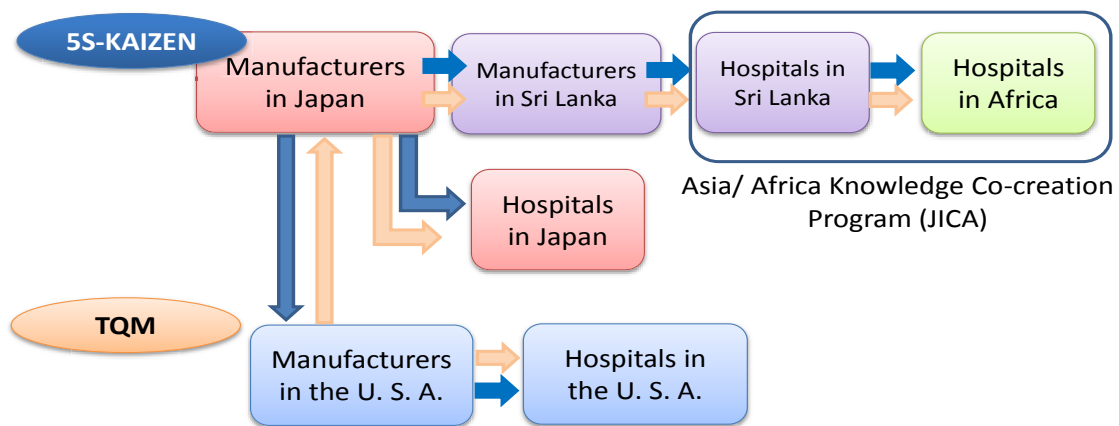 5S-KAIZEN
Manufacturers
in Japan
Manufacturers
in Sri Lanka
Hospitals in
Sri Lanka
Hospitals
in Africa
Asia/ Africa Knowledge Co-creation
Program (JICA)
Hospitals
in Japan
TQM
Manufacturers
in the U. S. A.
Hospitals in
the U. S. A.